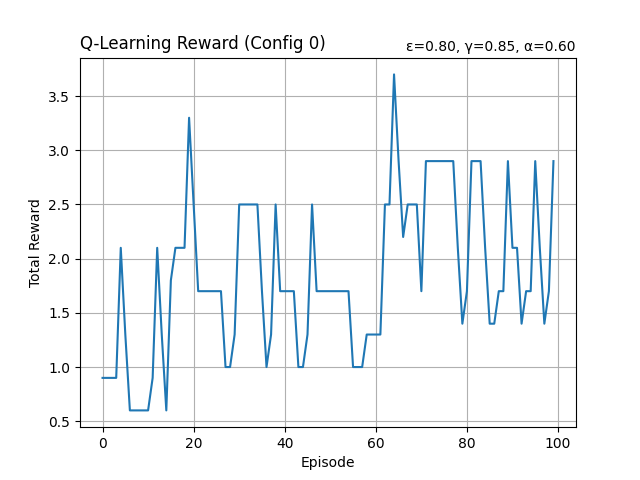 Q-Learning Reward (Config 0)
ε=0.80, γ=0.85, α=0.60
Total Reward
3.5
3.0
2.5
2.0
1.5
1.0
0.5
0 20 40 60 80 100
Episode